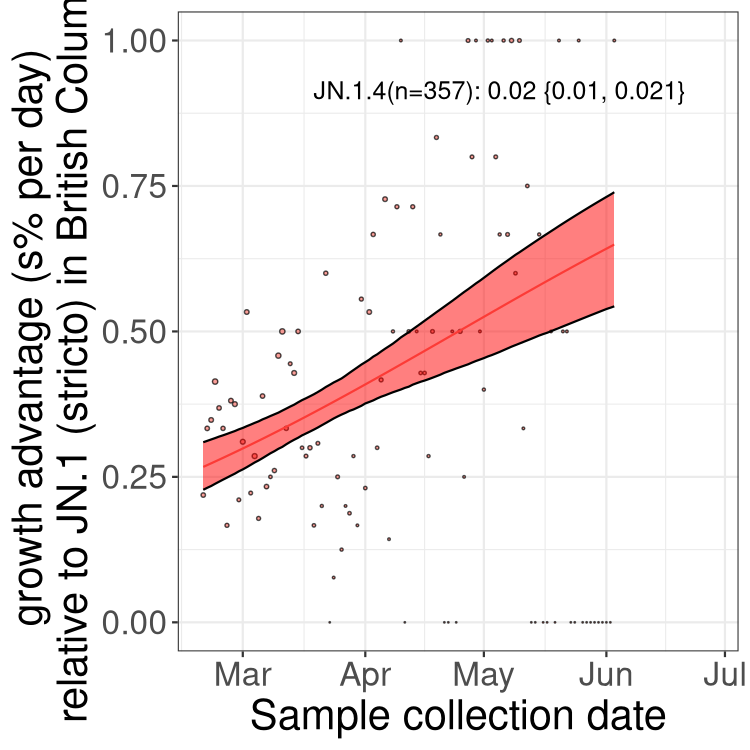 growth advantage (s% per day)
relative to JN.1 (stricto) in British Colum
1.00
0.75
0.50
0.25
0.00
JN.1.4(n=357): 0.02 {0.01, 0.021}
Mar Apr May Jun Jul
Sample collection date